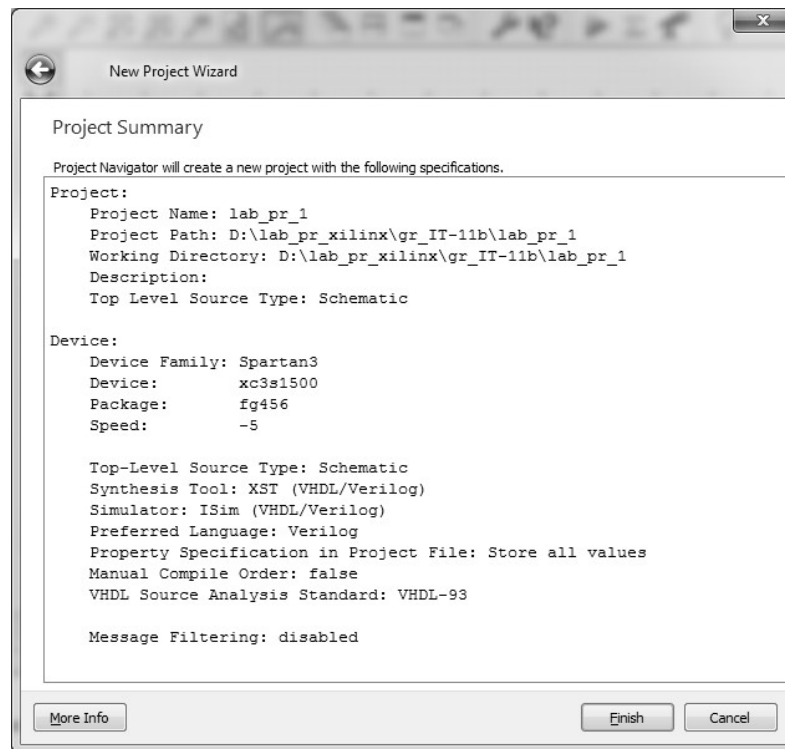 x
New Project Wizard
Project Summary
Project Navigator will create a new project with the following specifications.
Project:
Project Name: lab_pr_1
Project Path: D:\lab_pr_xilinx\gr_IT-11b\lab_pr_1
Working Directory: D:\lab_pr_xilinx\gr_IT-11b\lab_pr_1
Description:
Top Level Source Type: Schematic
Device:
Device Family: Spartan3
Device: xc3s1500
Package: fg456
Speed: -5
Top-Level Source Type: Schematic
Synthesis Tool: XST (VHDL/Verilog)
Simulator: ISim (VHDL/Verilog)
Preferred Language: Verilog
Property Specification in Project File: Store all values
Manual Compile Order: false
VHDL Source Analysis Standard: VHDL-93
Message Filtering: disabled
More Info Finish Cancel